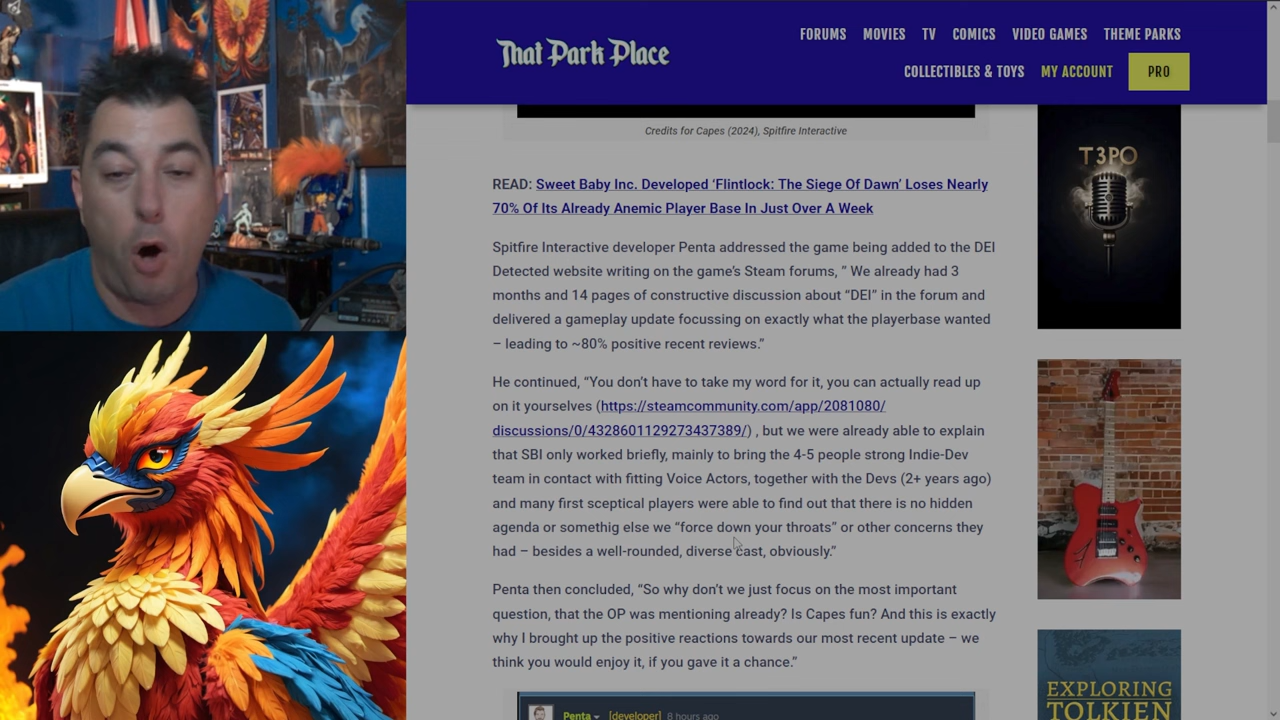 That Park Place
FORUMS MOVIES TV COMICS VIDEO GAMES THEME PARKS
COLLECTIBLES & TOYS MY ACCOUNT PRO
Credits for Capes (2024), Spitfire Interactive
READ: Sweet Baby Inc. Developed ‘Flintlock: The Siege Of Dawn’ Loses Nearly
70% Of Its Already Anemic Player Base In Just Over A Week
Spitfire Interactive developer Penta addressed the game being added to the DEI
Detected website writing on the game’s Steam forums, ” We already had 3
months and 14 pages of constructive discussion about “DEI” in the forum and
delivered a gameplay update focussing on exactly what the playerbase wanted
– leading to ~80% positive recent reviews.”
He continued, “You don’t have to take my word for it, you can actually read up
on it yourselves (https://steamcommunity.com/app/2081080/
discussions/0/4328601129273437389/) , but we were already able to explain
that SBI only worked briefly, mainly to bring the 4-5 people strong Indie-Dev
team in contact with fitting Voice Actors, together with the Devs (2+ years ago)
and many first sceptical players were able to find out that there is no hidden
agenda or somethig else we “force down your throats” or other concerns they
had – besides a well-rounded, diverse cast, obviously.”
Penta then concluded, “So why don’t we just focus on the most important
question, that the OP was mentioning already? Is Capes fun? And this is exactly
why I brought up the positive reactions towards our most recent update – we
think you would enjoy it, if you gave it a chance.”
Penta [developer] 8 hours ago
T3PO
EXPLORING
TOLKIEN